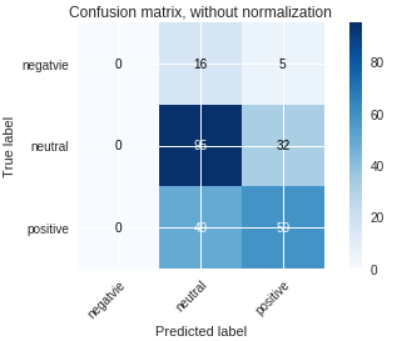 Confusion matrix, without normalization
negatvie 0 16 5
80
60
neutral 0 95 32
40
20
positive 0
0
negatvie neutral positive
True label
Predicted label